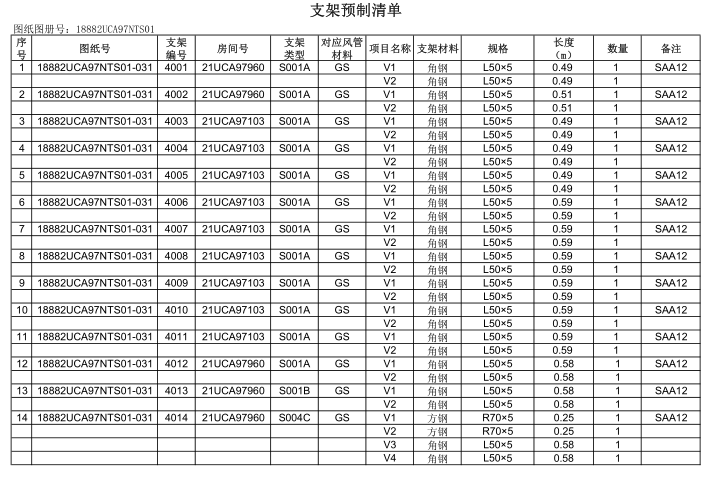 支架预制清单
图纸图册号：18882UCA97NTS01
序号 图纸号 支架编号 房间号 支架类型 对应风管材料 项目名称 支架材料 规格 长度（m） 数量 备注
1 18882UCA97NTS01-031 4001 21UCA97960 S001A GS V1 角钢 L50×5 0.49 1 SAA12
V2 角钢 L50×5 0.49 1
2 18882UCA97NTS01-031 4002 21UCA97960 S001A GS V1 角钢 L50×5 0.51 1 SAA12
V2 角钢 L50×5 0.51 1
3 18882UCA97NTS01-031 4003 21UCA97103 S001A GS V1 角钢 L50×5 0.49 1 SAA12
V2 角钢 L50×5 0.49 1
4 18882UCA97NTS01-031 4004 21UCA97103 S001A GS V1 角钢 L50×5 0.49 1 SAA12
V2 角钢 L50×5 0.49 1
5 18882UCA97NTS01-031 4005 21UCA97103 S001A GS V1 角钢 L50×5 0.49 1 SAA12
V2 角钢 L50×5 0.49 1
6 18882UCA97NTS01-031 4006 21UCA97103 S001A GS V1 角钢 L50×5 0.59 1 SAA12
V2 角钢 L50×5 0.59 1
7 18882UCA97NTS01-031 4007 21UCA97103 S001A GS V1 角钢 L50×5 0.59 1 SAA12
V2 角钢 L50×5 0.59 1
8 18882UCA97NTS01-031 4008 21UCA97103 S001A GS V1 角钢 L50×5 0.59 1 SAA12
V2 角钢 L50×5 0.59 1
9 18882UCA97NTS01-031 4009 21UCA97103 S001A GS V1 角钢 L50×5 0.59 1 SAA12
V2 角钢 L50×5 0.59 1
10 18882UCA97NTS01-031 4010 21UCA97103 S001A GS V1 角钢 L50×5 0.59 1 SAA12
V2 角钢 L50×5 0.59 1
11 18882UCA97NTS01-031 4011 21UCA97103 S001A GS V1 角钢 L50×5 0.59 1 SAA12
V2 角钢 L50×5 0.59 1
12 18882UCA97NTS01-031 4012 21UCA97960 S001A GS V1 角钢 L50×5 0.58 1 SAA12
V2 角钢 L50×5 0.58 1
13 18882UCA97NTS01-031 4013 21UCA97960 S001B GS V1 角钢 L50×5 0.58 1 SAA12
V2 角钢 L50×5 0.58 1
14 18882UCA97NTS01-031 4014 21UCA97960 S004C GS V1 方钢 R70×5 0.25 1 SAA12
V2 方钢 R70×5 0.25 1
V3 角钢 L50×5 0.58 1
V4 角钢 L50×5 0.58 1